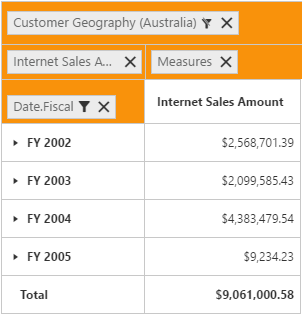 Customer Geography (Australia)
Internet Sales A... Measures
Date.Fiscal Internet Sales Amount
FY 2002 $2,568,701.39
FY 2003 $2,099,585.43
FY 2004 $4,383,479.54
FY 2005 $9,234.23
Total $9,061,000.58